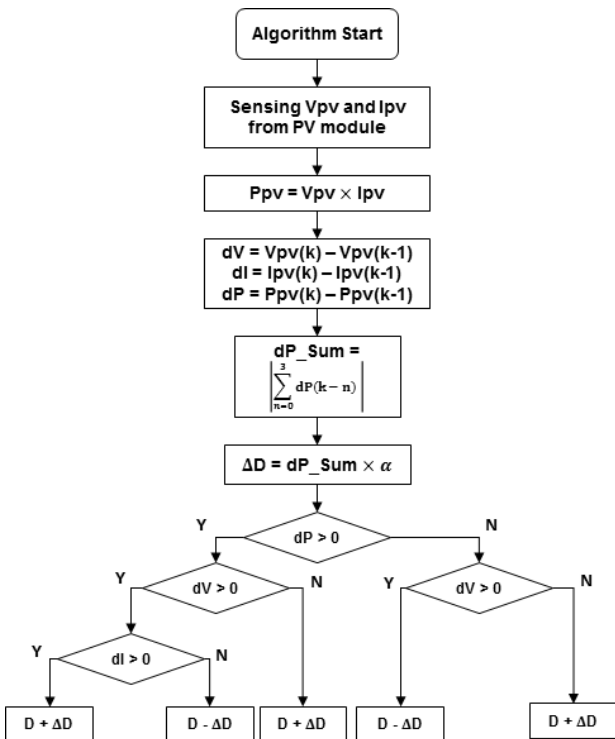 Algorithm Start
Sensing Vpv and Ipv
from PV module
Ppv = Vpv × Ipv
dV = Vpv(k) – Vpv(k-1)
dI = Ipv(k) – Ipv(k-1)
dP = Ppv(k) – Ppv(k-1)
dP_Sum =
|∑_{n=0}^{3} dP(k − n)|
ΔD = dP_Sum × α
Y
dP > 0
N
Y
dV > 0
N
Y
dV > 0
N
Y
dI > 0
N
D + ΔD
D - ΔD
D + ΔD
D - ΔD
D + ΔD